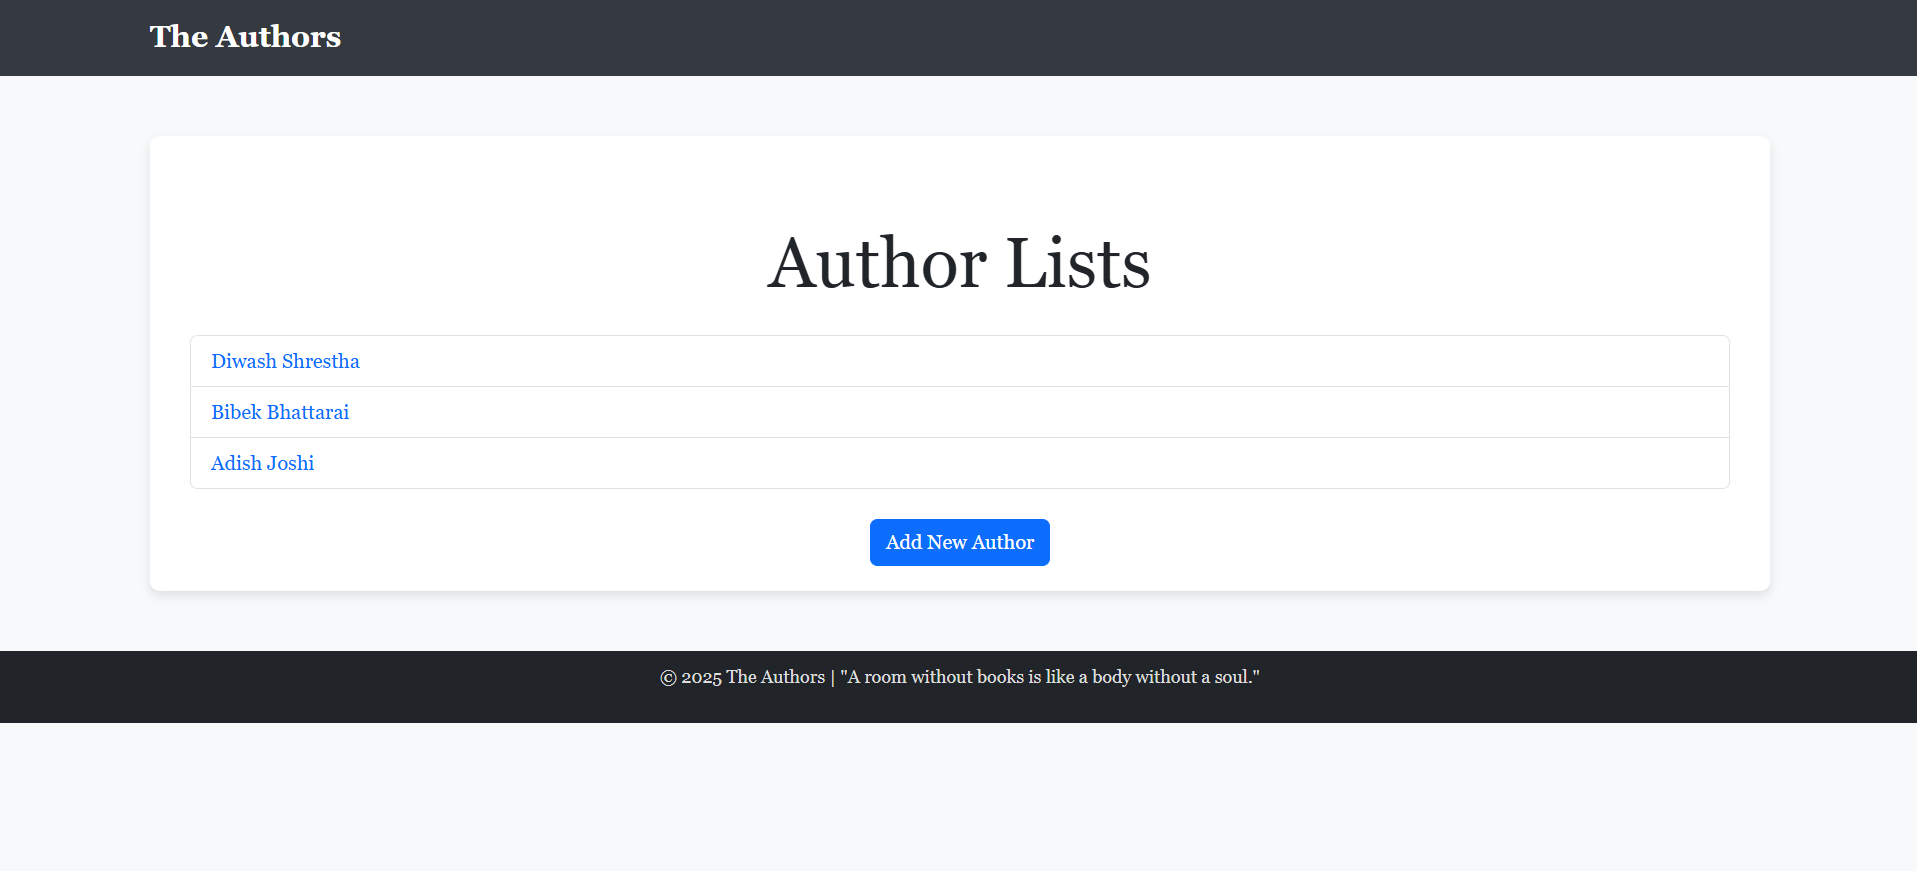 The Authors
Author Lists
Diwash Shrestha
Bibek Bhattarai
Adish Joshi
Add New Author
© 2025 The Authors | "A room without books is like a body without a soul."